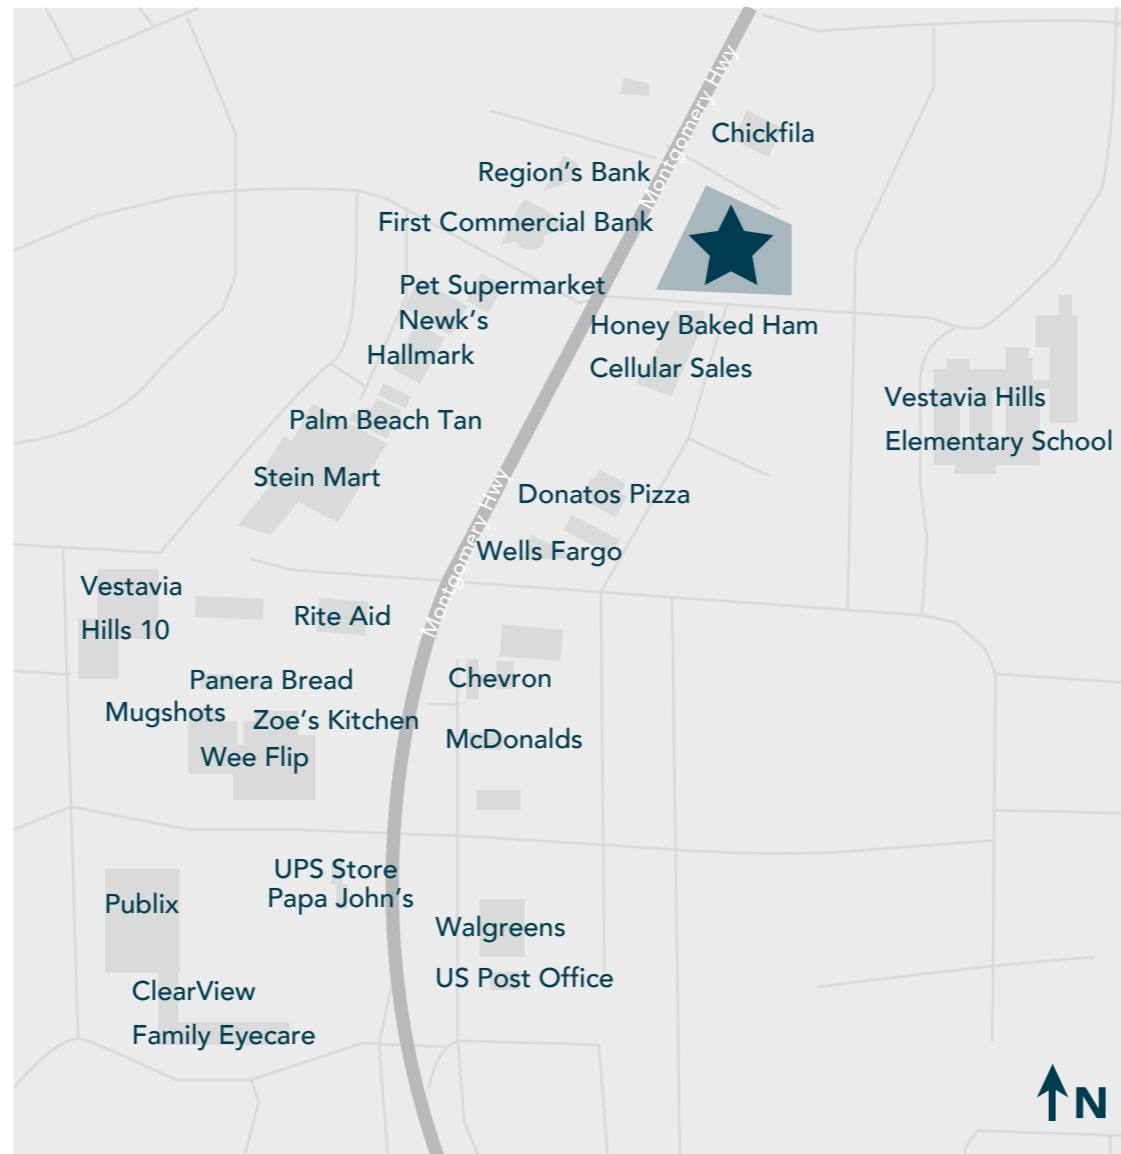 Montgomery Hwy
Chickfila
Region's Bank
First Commercial Bank
Pet Supermarket
Newk's
Honey Baked Ham
Hallmark
Cellular Sales
Vestavia Hills
Elementary School
Palm Beach Tan
Stein Mart
Montgomery Hwy
Donatos Pizza
Wells Fargo
Vestavia
Hills 10
Rite Aid
Panera Bread
Chevron
Mugshots
Zoe's Kitchen
McDonalds
Wee Flip
UPS Store
Papa John's
Publix
Walgreens
US Post Office
ClearView
Family Eyecare
N